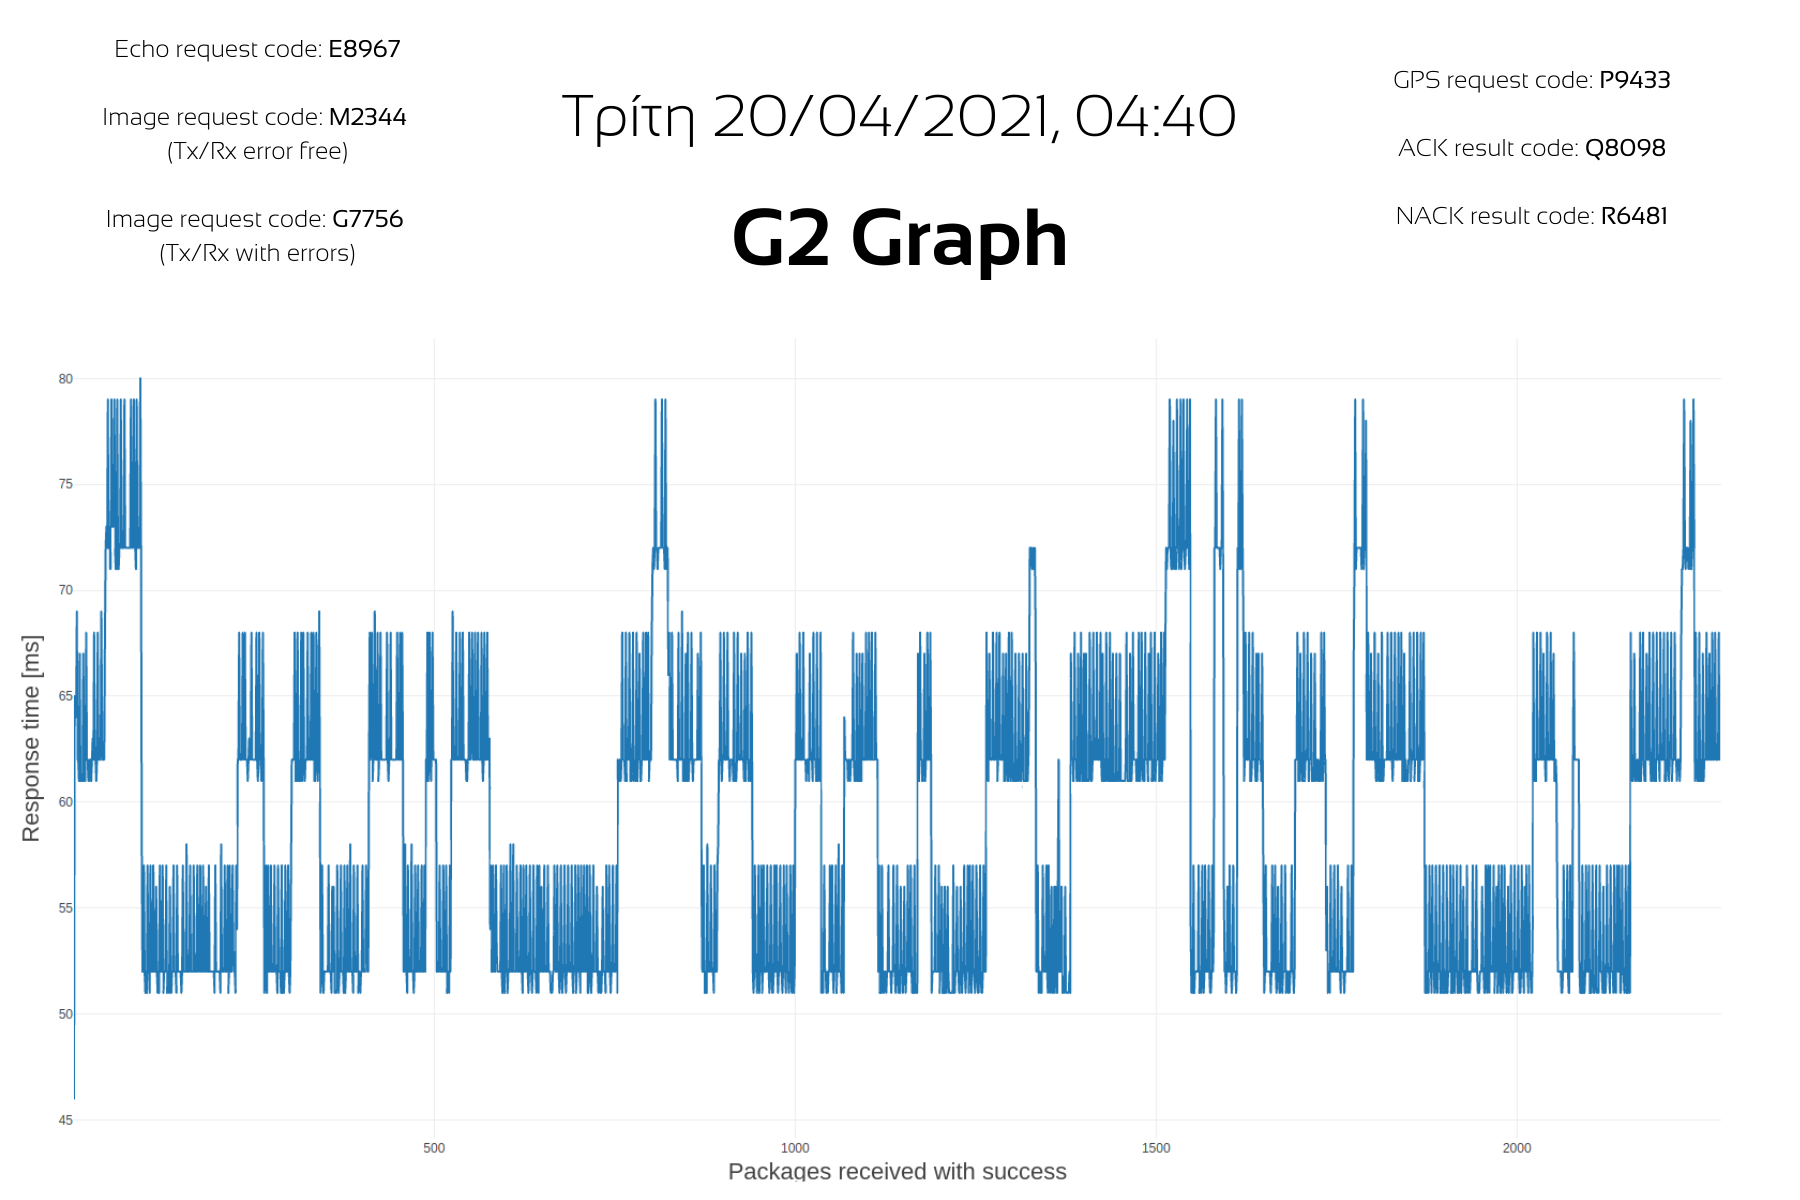 Echo request code: E8967
Image request code: M2344
(Tx/Rx error free)
Image request code: G7756
(Tx/Rx with errors)
Τρίτη 20/04/2021, 04:40
G2 Graph
GPS request code: P9433
ACK result code: Q8098
NACK result code: R6481
80
75
70
65
60
55
50
45
Response time [ms]
500
1000
1500
2000
Packages received with success